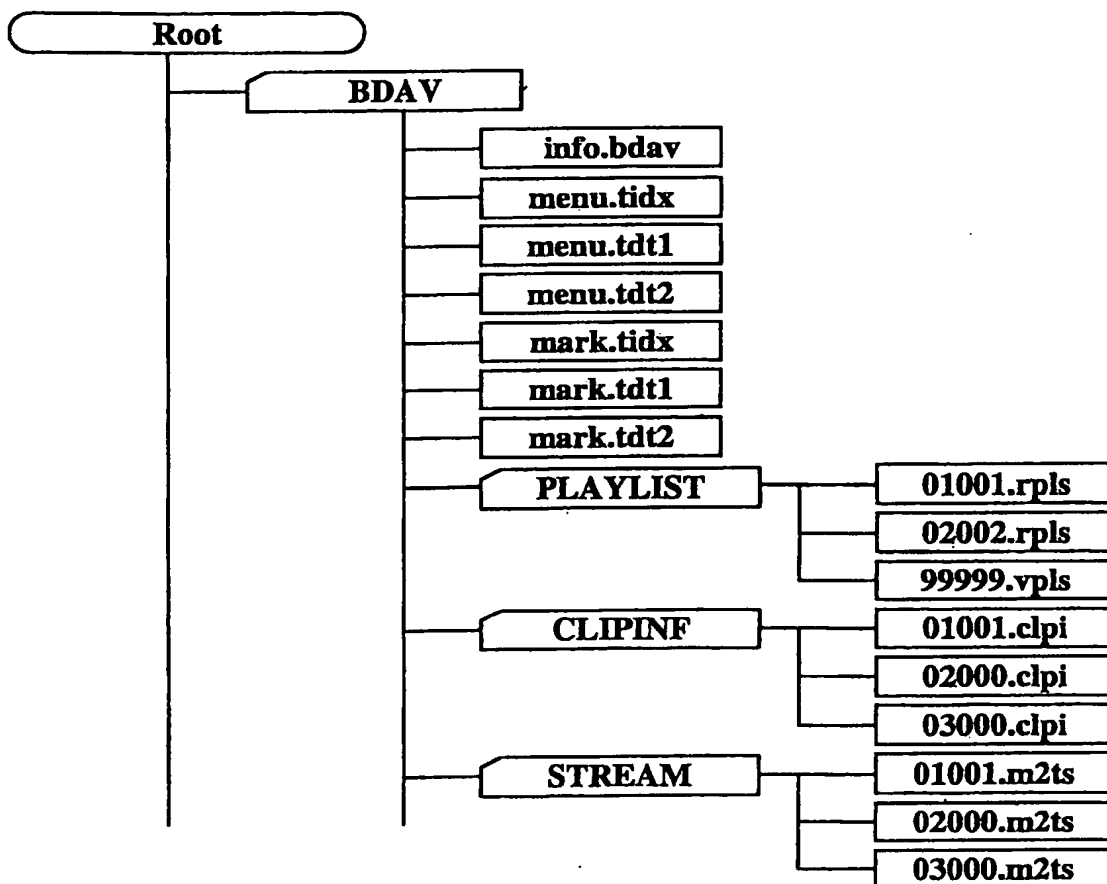 Root
BDAV
info.bdav
menu.tidx
menu.tdt1
menu.tdt2
mark.tidx
mark.tdt1
mark.tdt2
PLAYLIST
01001.rpls
02002.rpls
99999.vpls
CLIPINF
01001.clpi
02000.clpi
03000.clpi
STREAM
01001.m2ts
02000.m2ts
03000.m2ts